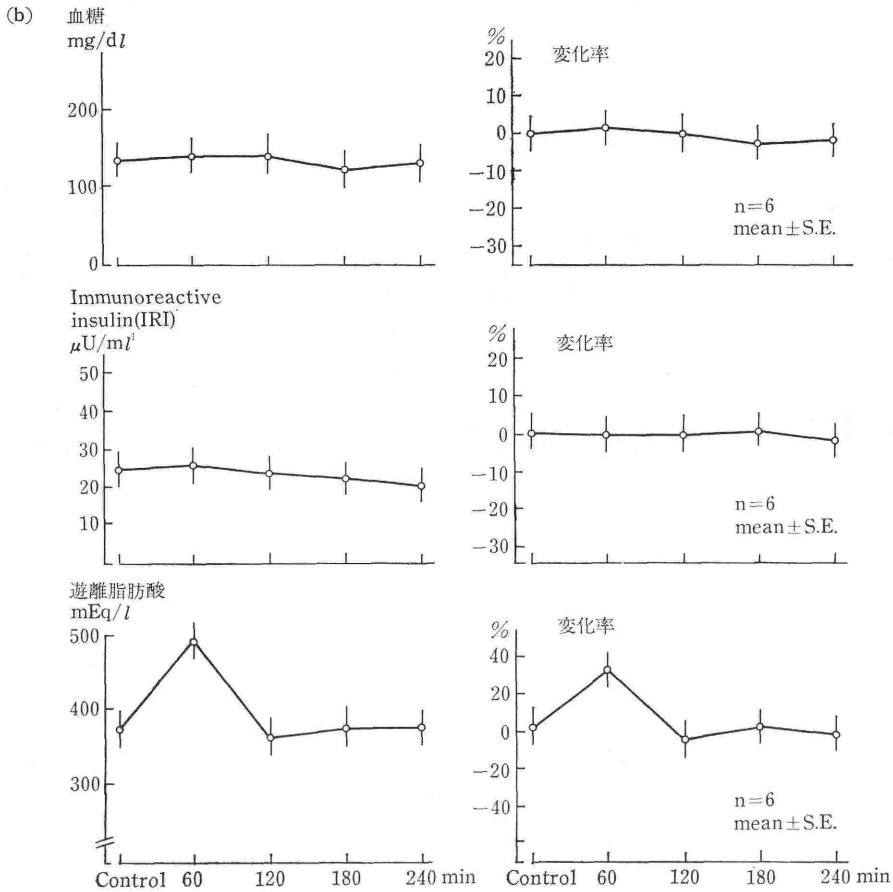 (b)
血糖
mg/dl
200
100
0
%
変化率
20
10
0
−10
−20
−30
n=6
mean±S.E.
Immunoreactive
insulin(IRI)
μU/ml
50
40
30
20
10
%
変化率
20
10
0
−10
−20
−30
n=6
mean±S.E.
遊離脂肪酸
mEq/l
500
400
300
Control 60 120 180 240 min
%
変化率
40
20
0
−20
−40
n=6
mean±S.E.
Control 60 120 180 240 min